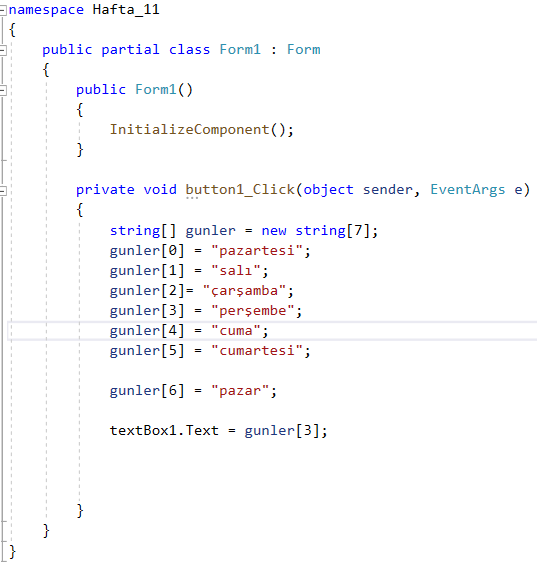 namespace Hafta_11
{
public partial class Form1 : Form
{
public Form1()
{
InitializeComponent();
}
private void button1_Click(object sender, EventArgs e)
{
string[] gunler = new string[7];
gunler[0] = "pazartesi";
gunler[1] = "salı";
gunler[2]= "çarşamba";
gunler[3] = "perşembe";
gunler[4] = "cuma";
gunler[5] = "cumartesi";
gunler[6] = "pazar";
textBox1.Text = gunler[3];
}
}
}